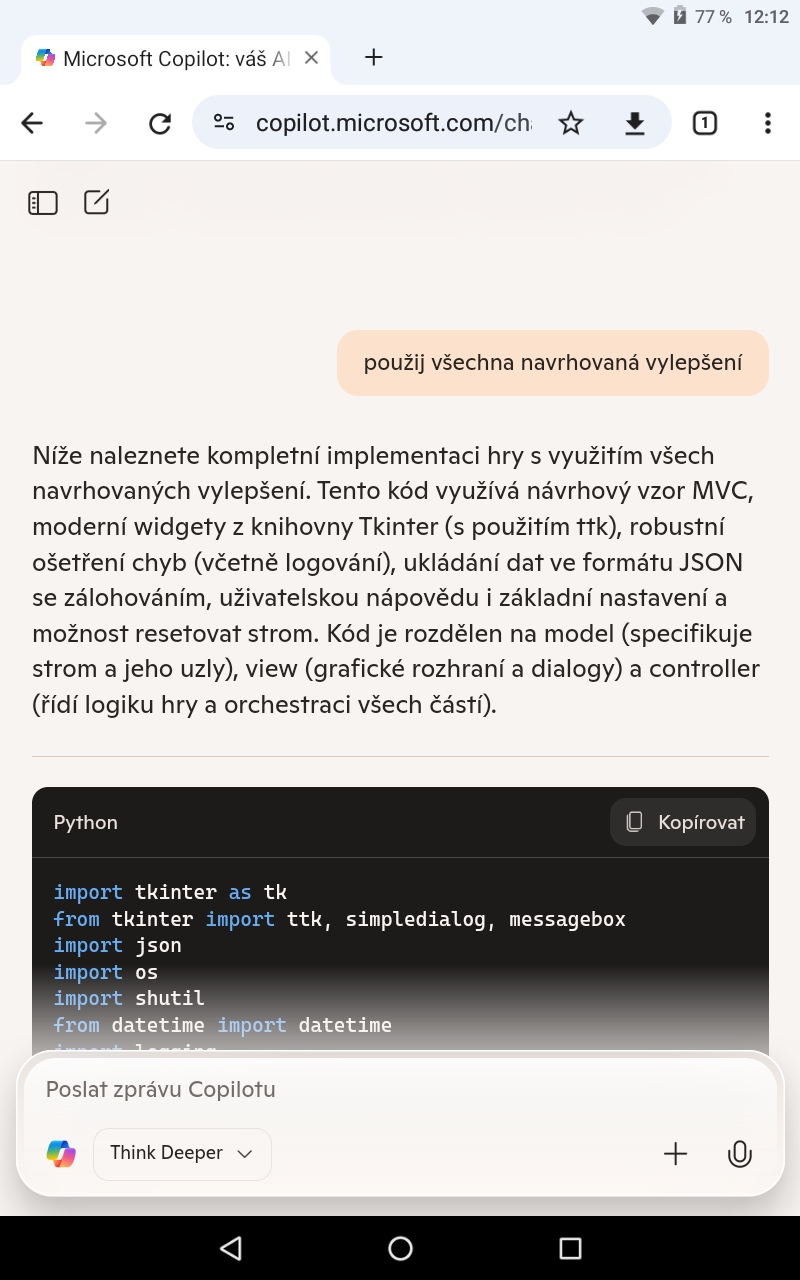 77 % 12:12
Microsoft Copilot: váš AI
copilot.microsoft.com/ch
1
použij všechna navrhovaná vylepšení
Níže naleznete kompletní implementaci hry s využitím všech
navrhovaných vylepšení. Tento kód využívá návrhový vzor MVC,
moderní widgety z knihovny Tkinter (s použitím ttk), robustní
ošetření chyb (včetně logování), ukládání dat ve formátu JSON
se zálohováním, uživatelskou nápovědu i základní nastavení a
možnost resetovat strom. Kód je rozdělen na model (specifikuje
strom a jeho uzly), view (grafické rozhraní a dialogy) a controller
(řídí logiku hry a orchestraci všech částí).
Python Kopírovat
import tkinter as tk
from tkinter import ttk, simpledialog, messagebox
import json
import os
import shutil
from datetime import datetime
import logging
Poslat zprávu Copilotu
Think Deeper